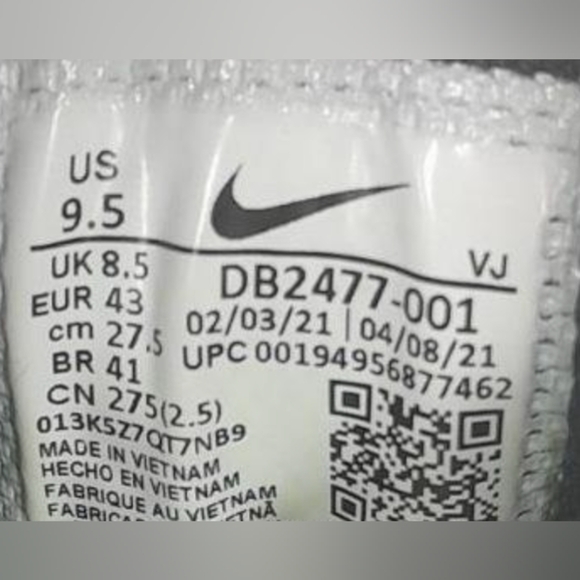 US
9.5
VJ
UK 8.5
EUR 43
cm 27.5
BR 41
CN 275(2.5)
DB2477-001
02/03/21 | 04/08/21
UPC 00194956877462
013K5Z7QT7NB9
MADE IN VIETNAM
HECHO EN VIETNAM
FABRIQUE AU VIETNAM